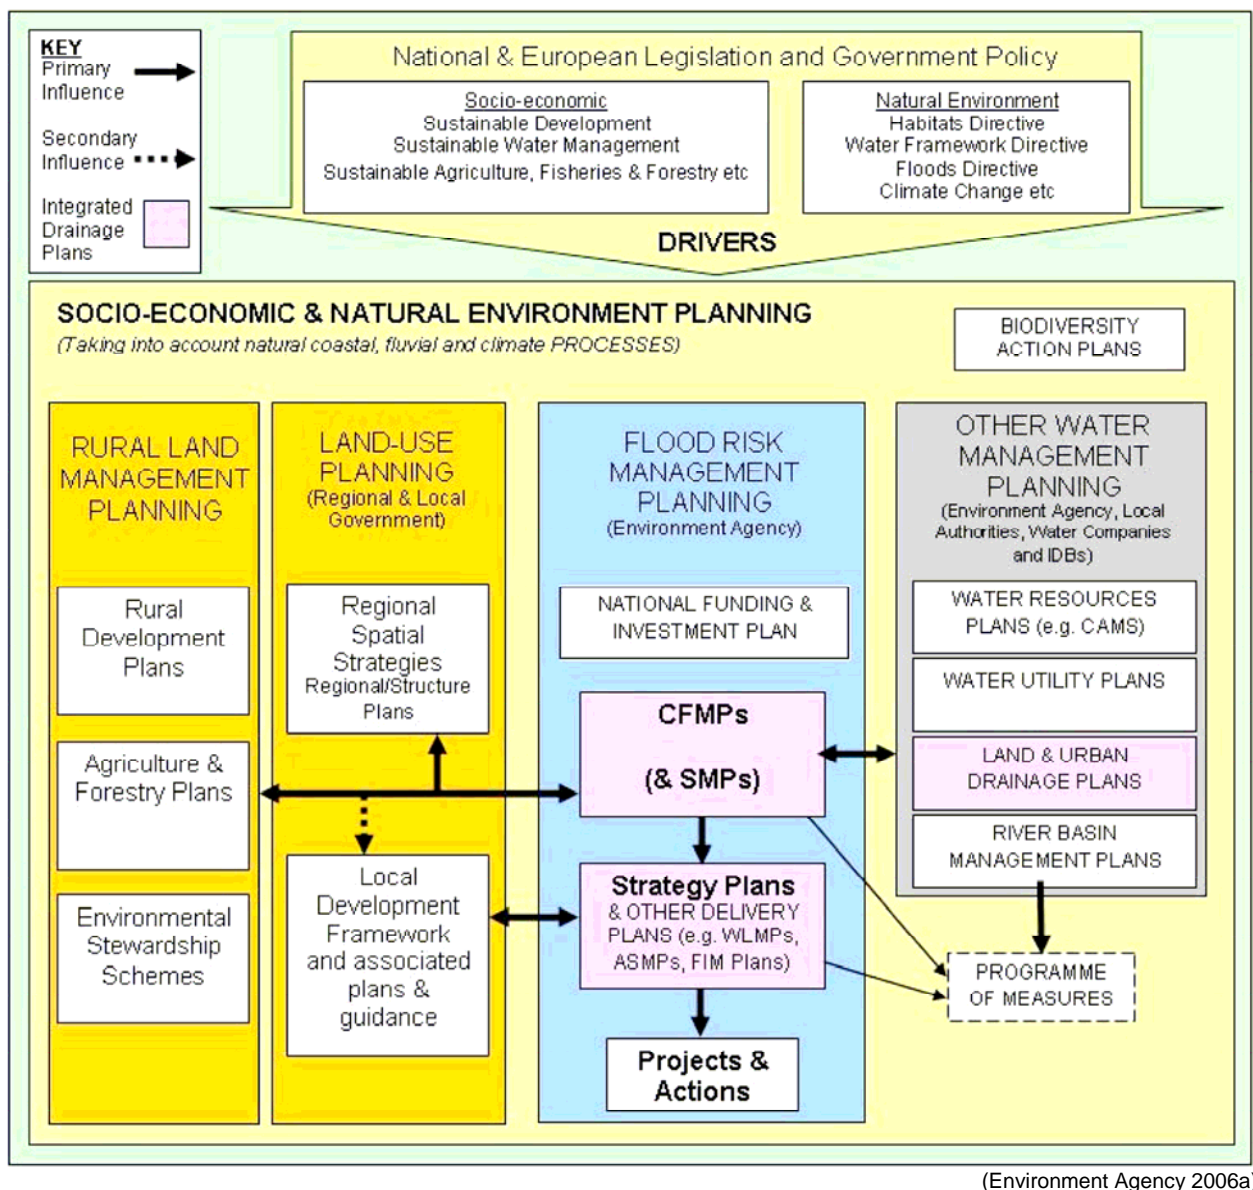 KEY
Primary
Influence
Secondary
Influence
Integrated
Drainage
Plans
National & European Legislation and Government Policy
Socio-economic
Sustainable Development
Sustainable Water Management
Sustainable Agriculture, Fisheries & Forestry etc
Natural Environment
Habitats Directive
Water Framework Directive
Floods Directive
Climate Change etc
DRIVERS
SOCIO-ECONOMIC & NATURAL ENVIRONMENT PLANNING
(Taking into account natural coastal, fluvial and climate PROCESSES)
BIODIVERSITY
ACTION PLANS
RURAL LAND
MANAGEMENT
PLANNING
Rural
Development
Plans
Agriculture &
Forestry Plans
Environmental
Stewardship
Schemes
LAND-USE
PLANNING
(Regional & Local
Government)
Regional
Spatial
Strategies
Regional/Structure
Plans
Local
Development
Framework
and associated
plans &
guidance
FLOOD RISK
MANAGEMENT
PLANNING
(Environment Agency)
NATIONAL FUNDING &
INVESTMENT PLAN
CFMPs
(& SMPs)
Strategy Plans
& OTHER DELIVERY
PLANS (e.g. WLMPs,
ASMPs, FIM Plans)
Projects &
Actions
OTHER WATER
MANAGEMENT
PLANNING
(Environment Agency, Local
Authorities, Water Companies
and IDBs)
WATER RESOURCES
PLANS (e.g. CAMS)
WATER UTILITY PLANS
LAND & URBAN
DRAINAGE PLANS
RIVER BASIN
MANAGEMENT PLANS
PROGRAMME
OF MEASURES
(Environment Agency 2006a)